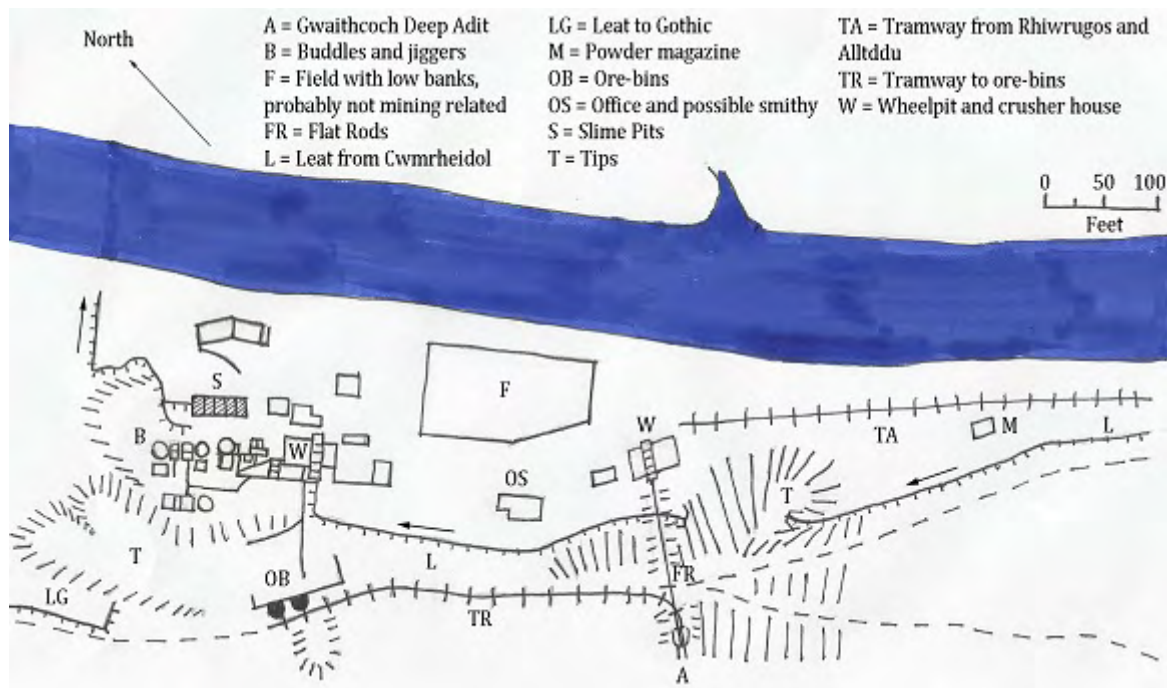 North
A = Gwaithcoch Deep Adit
B = Buddles and jiggers
F = Field with low banks,
probably not mining related
FR = Flat Rods
L = Leat from Cwmrheidol
LG = Leat to Gothic
M = Powder magazine
OB = Ore-bins
OS = Office and possible smithy
S = Slime Pits
T = Tips
TA = Tramway from Rhiwrugos and
Alltddu
TR = Tramway to ore-bins
W = Wheelpit and crusher house
0 50 100
Feet
S
F
B
W
W
TA
M
L
OS
T
T
L
OB
FR
LG
TR
A